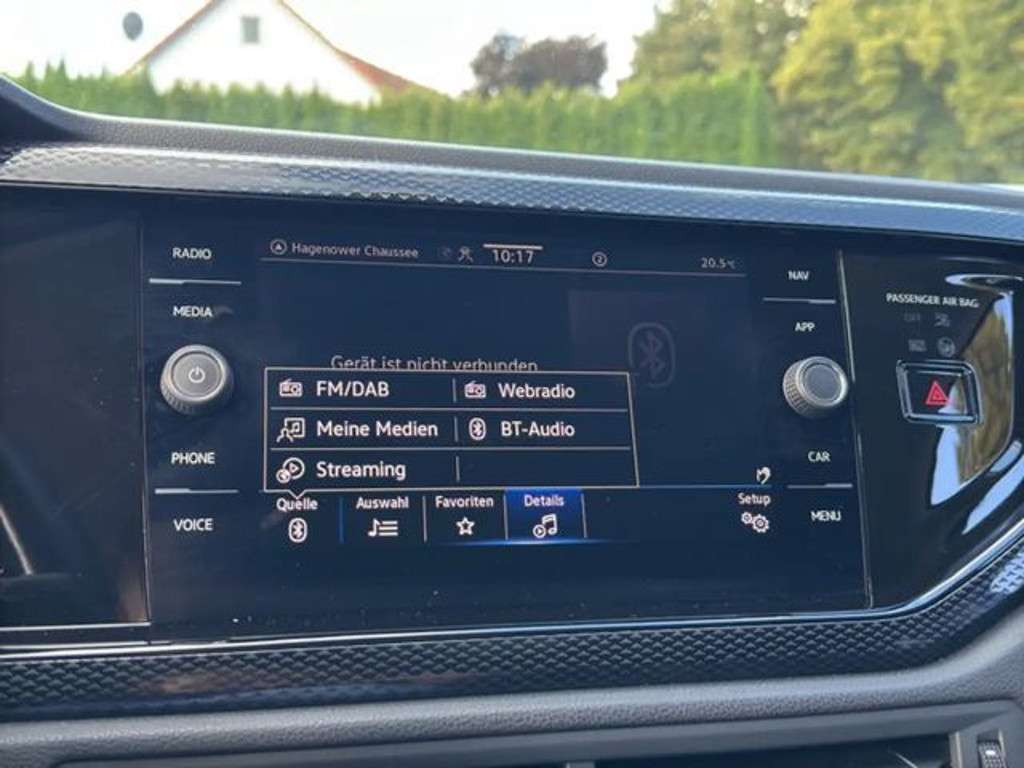 RADIO
MEDIA
PHONE
VOICE
Hagenower Chaussee
10:17
20.5°C
Gerät ist nicht verbunden
FM/DAB
Webradio
Meine Medien
BT-Audio
Streaming
Quelle
Auswahl
Favoriten
Details
Setup
NAV
APP
CAR
MENU
PASSENGER AIR BAG
OFF